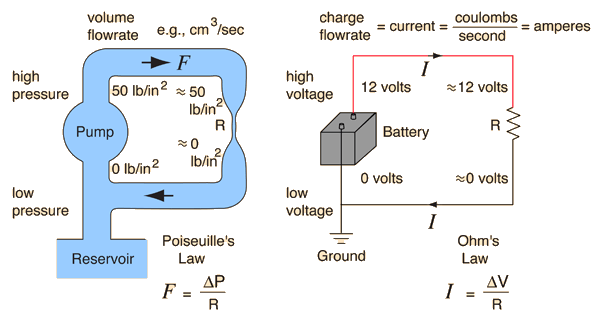 volume
flowrate
e.g., cm³/sec
F
high
pressure
50 lb/in²
≈ 50
lb/in²
R
Pump
≈ 0
lb/in²
0 lb/in²
low
pressure
Reservoir
Poiseuille's
Law
F = ΔP
R
charge
flowrate = current = coulombs
second = amperes
I
high
voltage
12 volts
≈12 volts
R
Battery
0 volts
≈0 volts
low
voltage
I
Ground
Ohm's
Law
I = ΔV
R